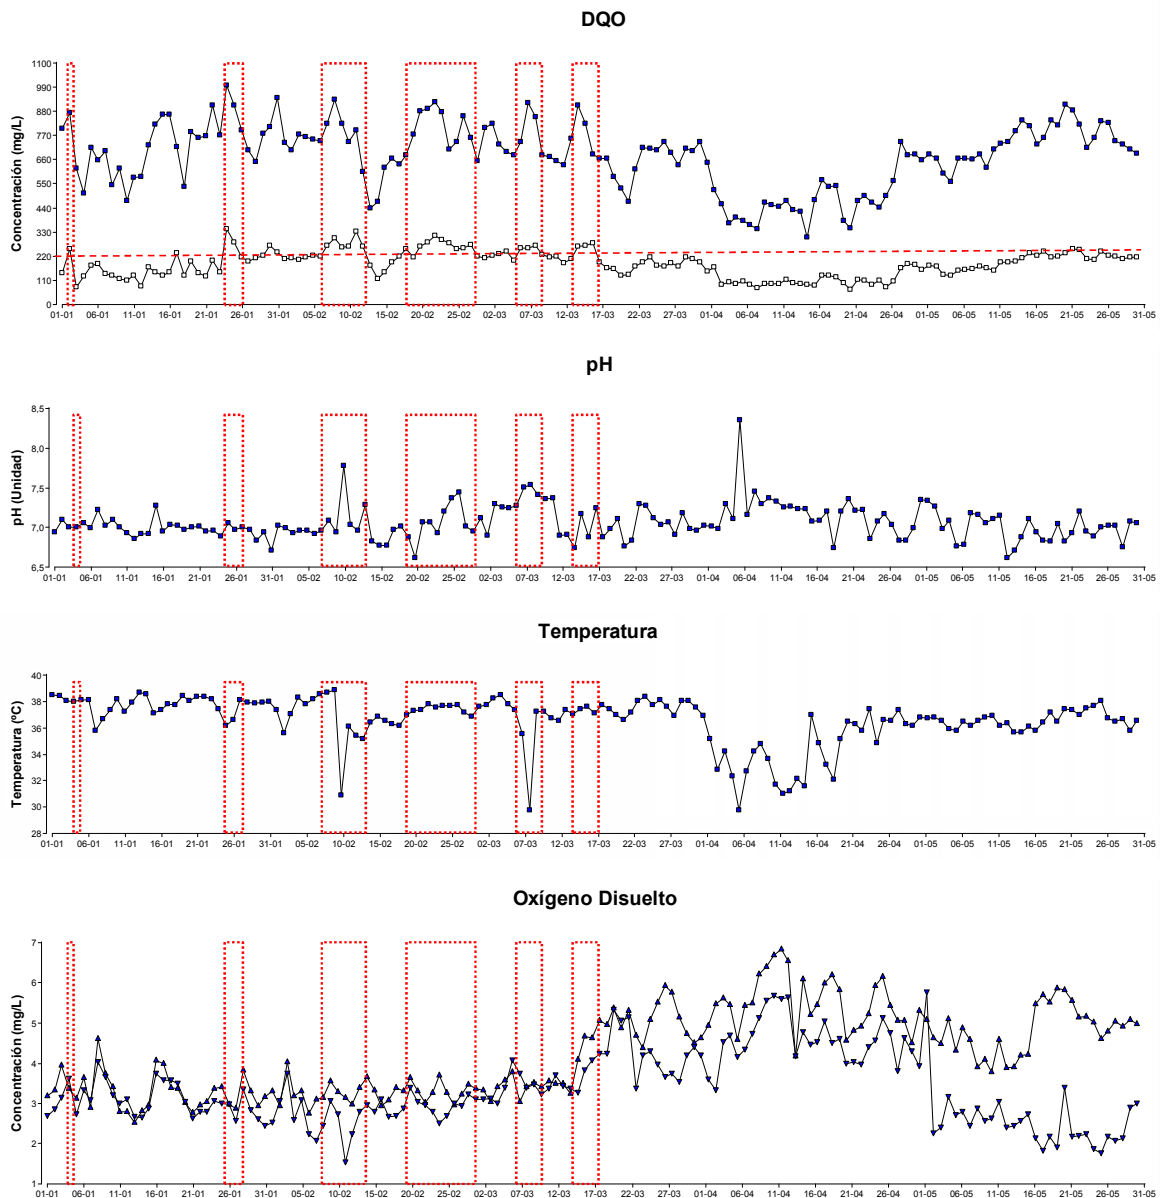 DQO
Concentración (mg/L)
1100
990
880
770
660
550
440
330
220
110
0
01-01 06-01 11-01 16-01 21-01 26-01 31-01 05-02 10-02 15-02 20-02 25-02 02-03 07-03 12-03 17-03 22-03 27-03 01-04 06-04 11-04 16-04 21-04 26-04 01-05 06-05 11-05 16-05 21-05 26-05 31-05
pH
pH (Unidad)
8,5
8,0
7,5
7,0
6,5
01-01 06-01 11-01 16-01 21-01 26-01 31-01 05-02 10-02 15-02 20-02 25-02 02-03 07-03 12-03 17-03 22-03 27-03 01-04 06-04 11-04 16-04 21-04 26-04 01-05 06-05 11-05 16-05 21-05 26-05 31-05
Temperatura
Temperatura (ºC)
40
38
36
34
32
30
28
01-01 06-01 11-01 16-01 21-01 26-01 31-01 05-02 10-02 15-02 20-02 25-02 02-03 07-03 12-03 17-03 22-03 27-03 01-04 06-04 11-04 16-04 21-04 26-04 01-05 06-05 11-05 16-05 21-05 26-05 31-05
Oxígeno Disuelto
Concentración (mg/L)
7
6
5
4
3
2
1
01-01 06-01 11-01 16-01 21-01 26-01 31-01 05-02 10-02 15-02 20-02 25-02 02-03 07-03 12-03 17-03 22-03 27-03 01-04 06-04 11-04 16-04 21-04 26-04 01-05 06-05 11-05 16-05 21-05 26-05 31-05